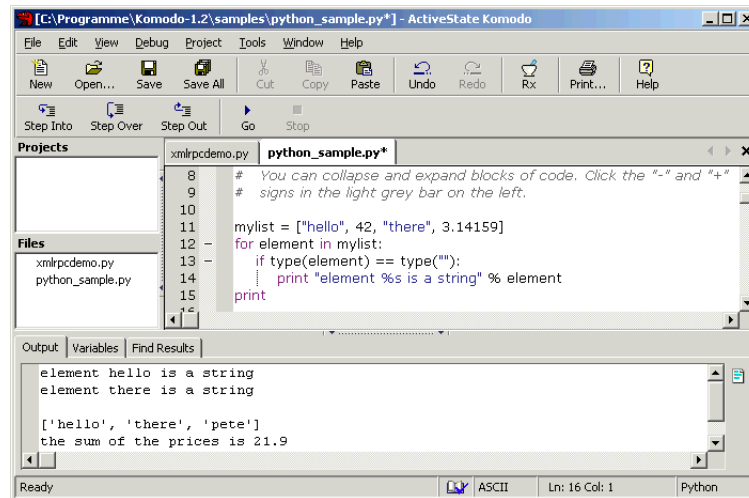 [C:\Programme\Komodo-1.2\samples\python_sample.py*] - ActiveState Komodo
File Edit View Debug Project Tools Window Help
New Open... Save Save All Cut Copy Paste Undo Redo Rx Print... Help
Step Into Step Over Step Out Go Stop
Projects
xmlrpcdemo.py python_sample.py*
8 # You can collapse and expand blocks of code. Click the "-" and "+"
9 # signs in the light grey bar on the left.
10
11 mylist = ["hello", 42, "there", 3.14159]
12 - for element in mylist:
13 - if type(element) == type(""):
14 print "element %s is a string" % element
15 print
16
Files
xmlrpcdemo.py
python_sample.py
Output Variables Find Results
element hello is a string
element there is a string
['hello', 'there', 'pete']
the sum of the prices is 21.9
Ready ASCII Ln: 16 Col: 1 Python